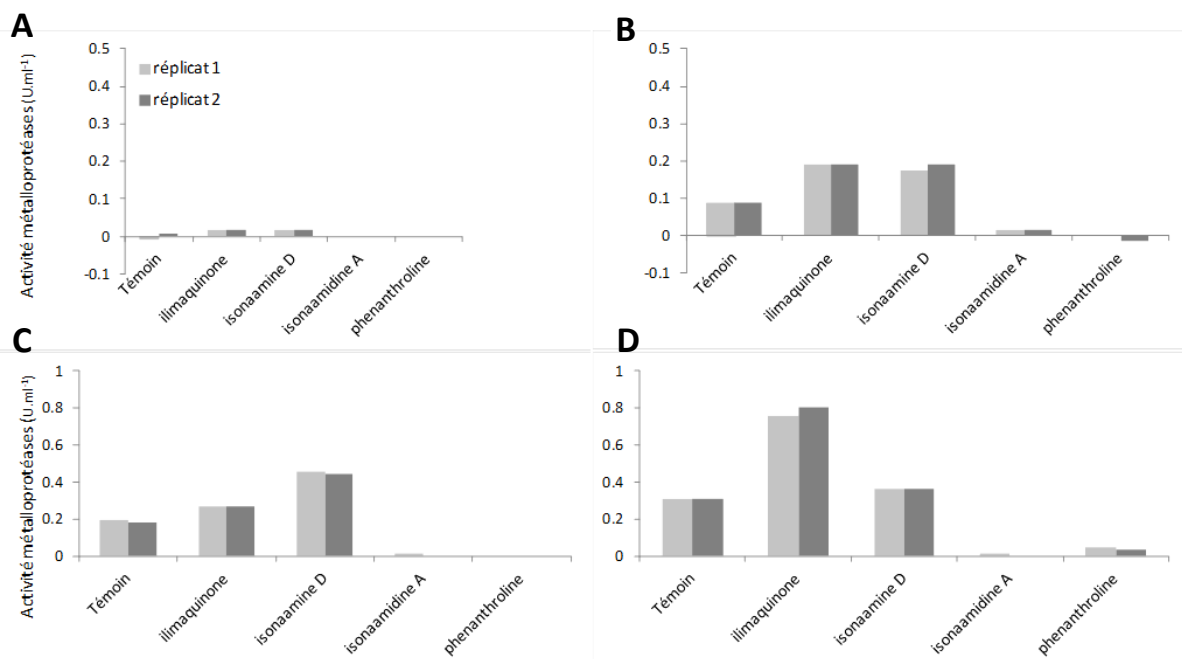 A
Activité métalloprotéases (U.ml⁻¹)
0.5
0.4
0.3
0.2
0.1
0
-0.1
réplicat 1
réplicat 2
Témoin
ilimaquinone
isonaamine D
isonaamidine A
phenanthroline
B
0.5
0.4
0.3
0.2
0.1
0
-0.1
Témoin
ilimaquinone
isonaamine D
isonaamidine A
phenanthroline
C
Activité métalloprotéases (U.ml⁻¹)
1
0.8
0.6
0.4
0.2
0
Témoin
ilimaquinone
isonaamine D
isonaamidine A
phenanthroline
D
1
0.8
0.6
0.4
0.2
0
Témoin
ilimaquinone
isonaamine D
isonaamidine A
phenanthroline